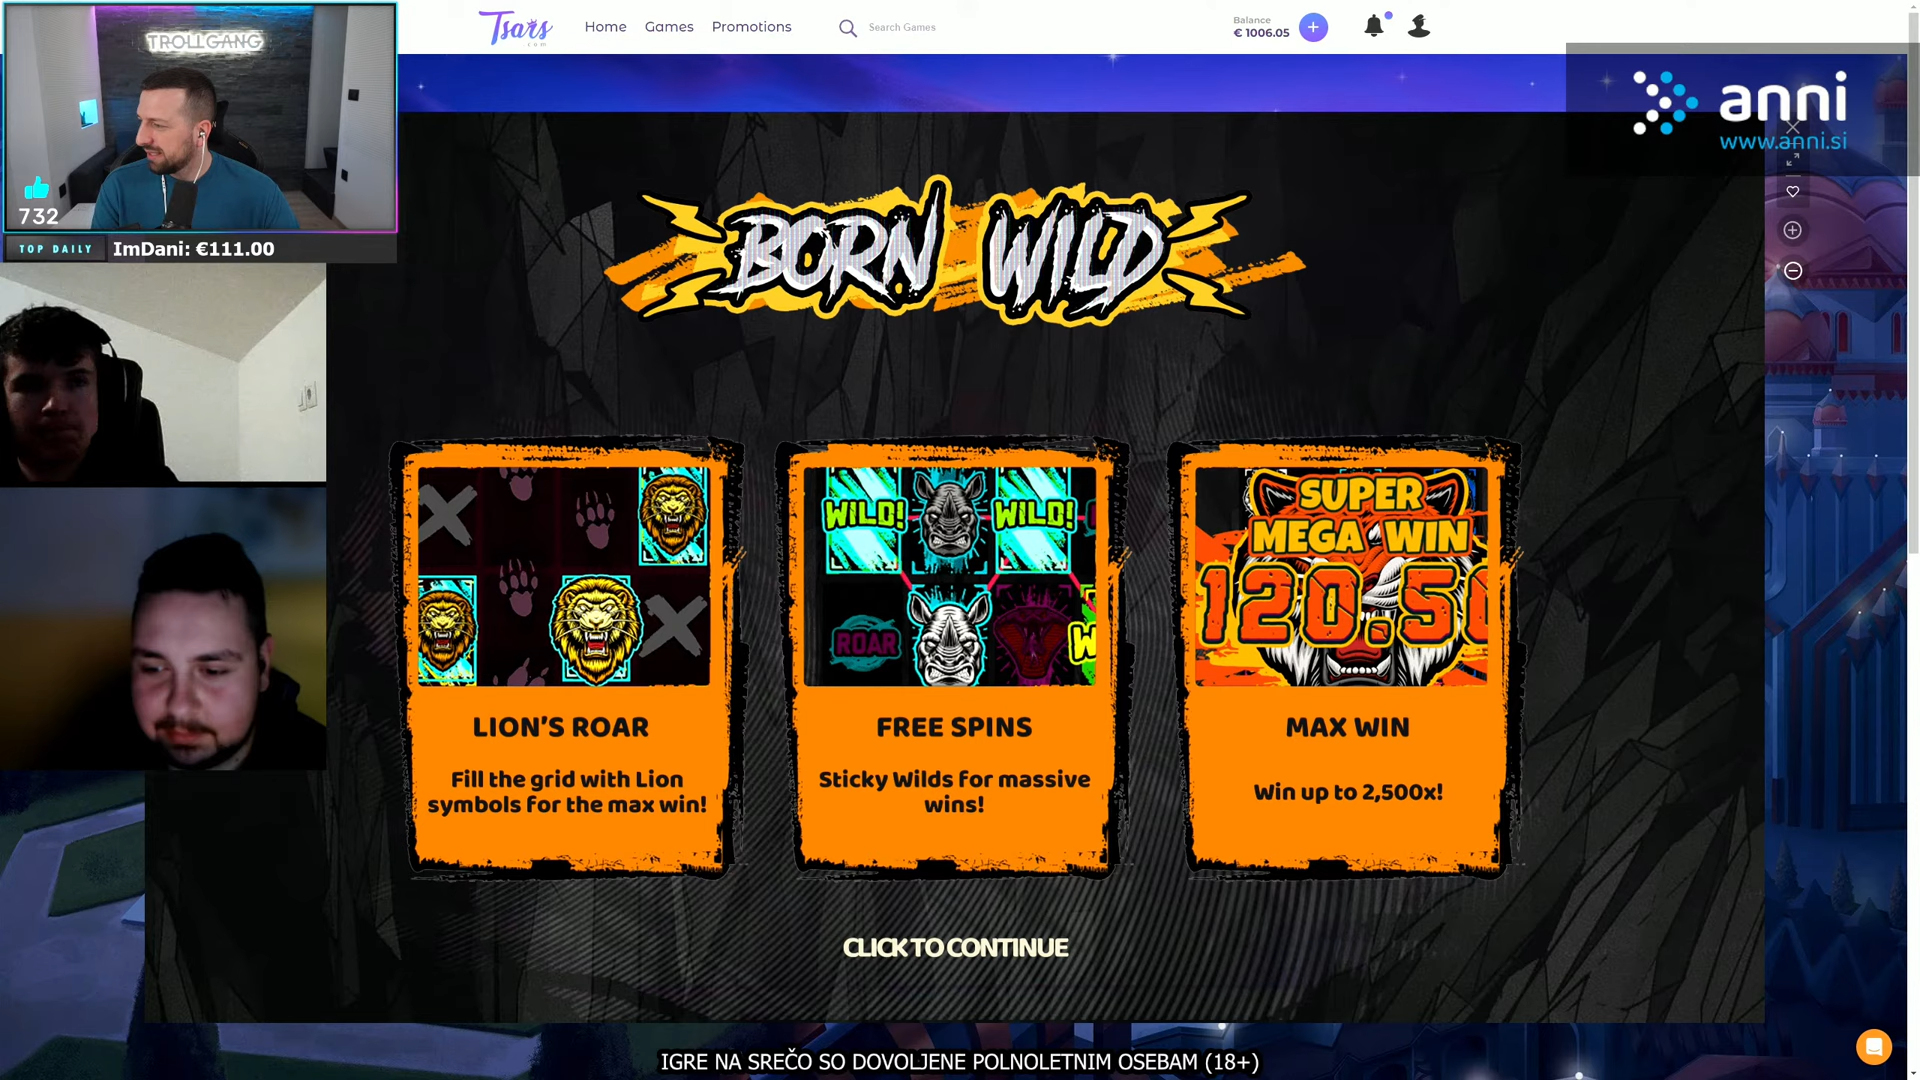 TROLLGANG
732
TOP DAILY
ImDani: €111.00
Tsars
.com
Home
Games
Promotions
Search Games
Balance
€ 1006.05
anni
www.anni.si
BORN WILD
WILD!
WILD!
ROAR
SUPER
MEGA WIN
120.50
LION'S ROAR
Fill the grid with Lion
symbols for the max win!
FREE SPINS
Sticky Wilds for massive
wins!
MAX WIN
Win up to 2,500x!
CLICK TO CONTINUE
IGRE NA SREČO SO DOVOLJENE POLNOLETNIM OSEBAM (18+)